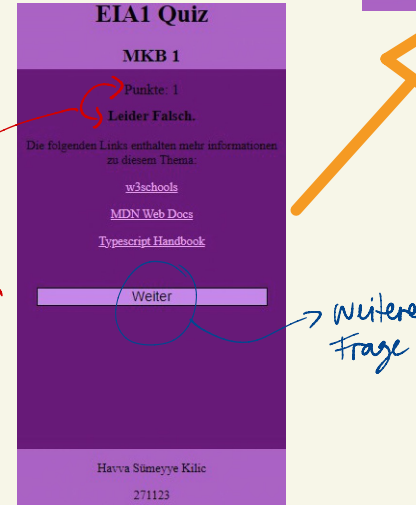 EIA1 Quiz
MKB 1
Punkte: 1
Leider Falsch.
Die folgenden Links enthalten mehr informationen
zu diesem Thema:
w3schools
MDN Web Docs
Typescript Handbook
Weiter
→ weitere
Frage
Havva Sümeyye Kilic
271123